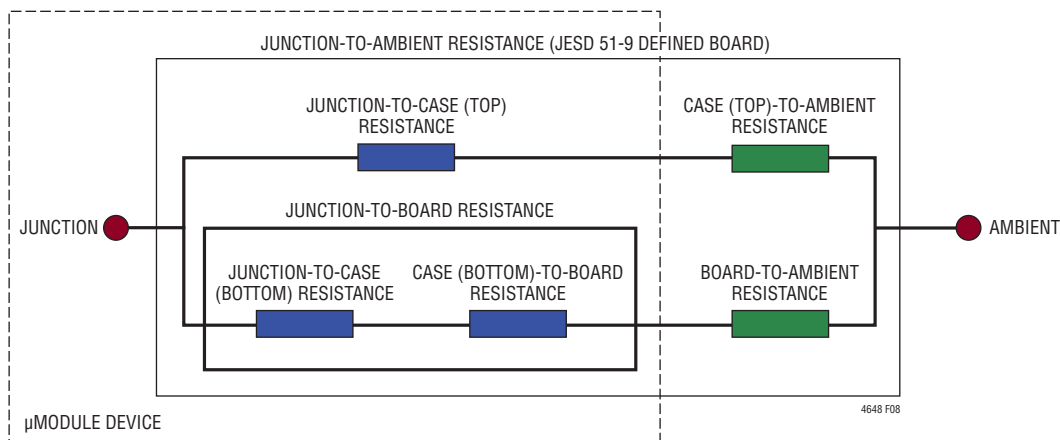 JUNCTION-TO-AMBIENT RESISTANCE (JESD 51-9 DEFINED BOARD)
JUNCTION-TO-CASE (TOP)
RESISTANCE
CASE (TOP)-TO-AMBIENT
RESISTANCE
JUNCTION-TO-BOARD RESISTANCE
JUNCTION
AMBIENT
JUNCTION-TO-CASE
(BOTTOM) RESISTANCE
CASE (BOTTOM)-TO-BOARD
RESISTANCE
BOARD-TO-AMBIENT
RESISTANCE
4648 F08
µMODULE DEVICE